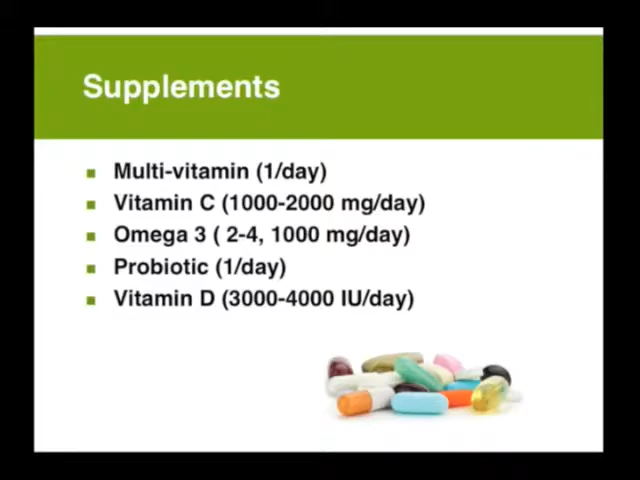 Supplements
Multi-vitamin (1/day)
Vitamin C (1000-2000 mg/day)
Omega 3 ( 2-4, 1000 mg/day)
Probiotic (1/day)
Vitamin D (3000-4000 IU/day)